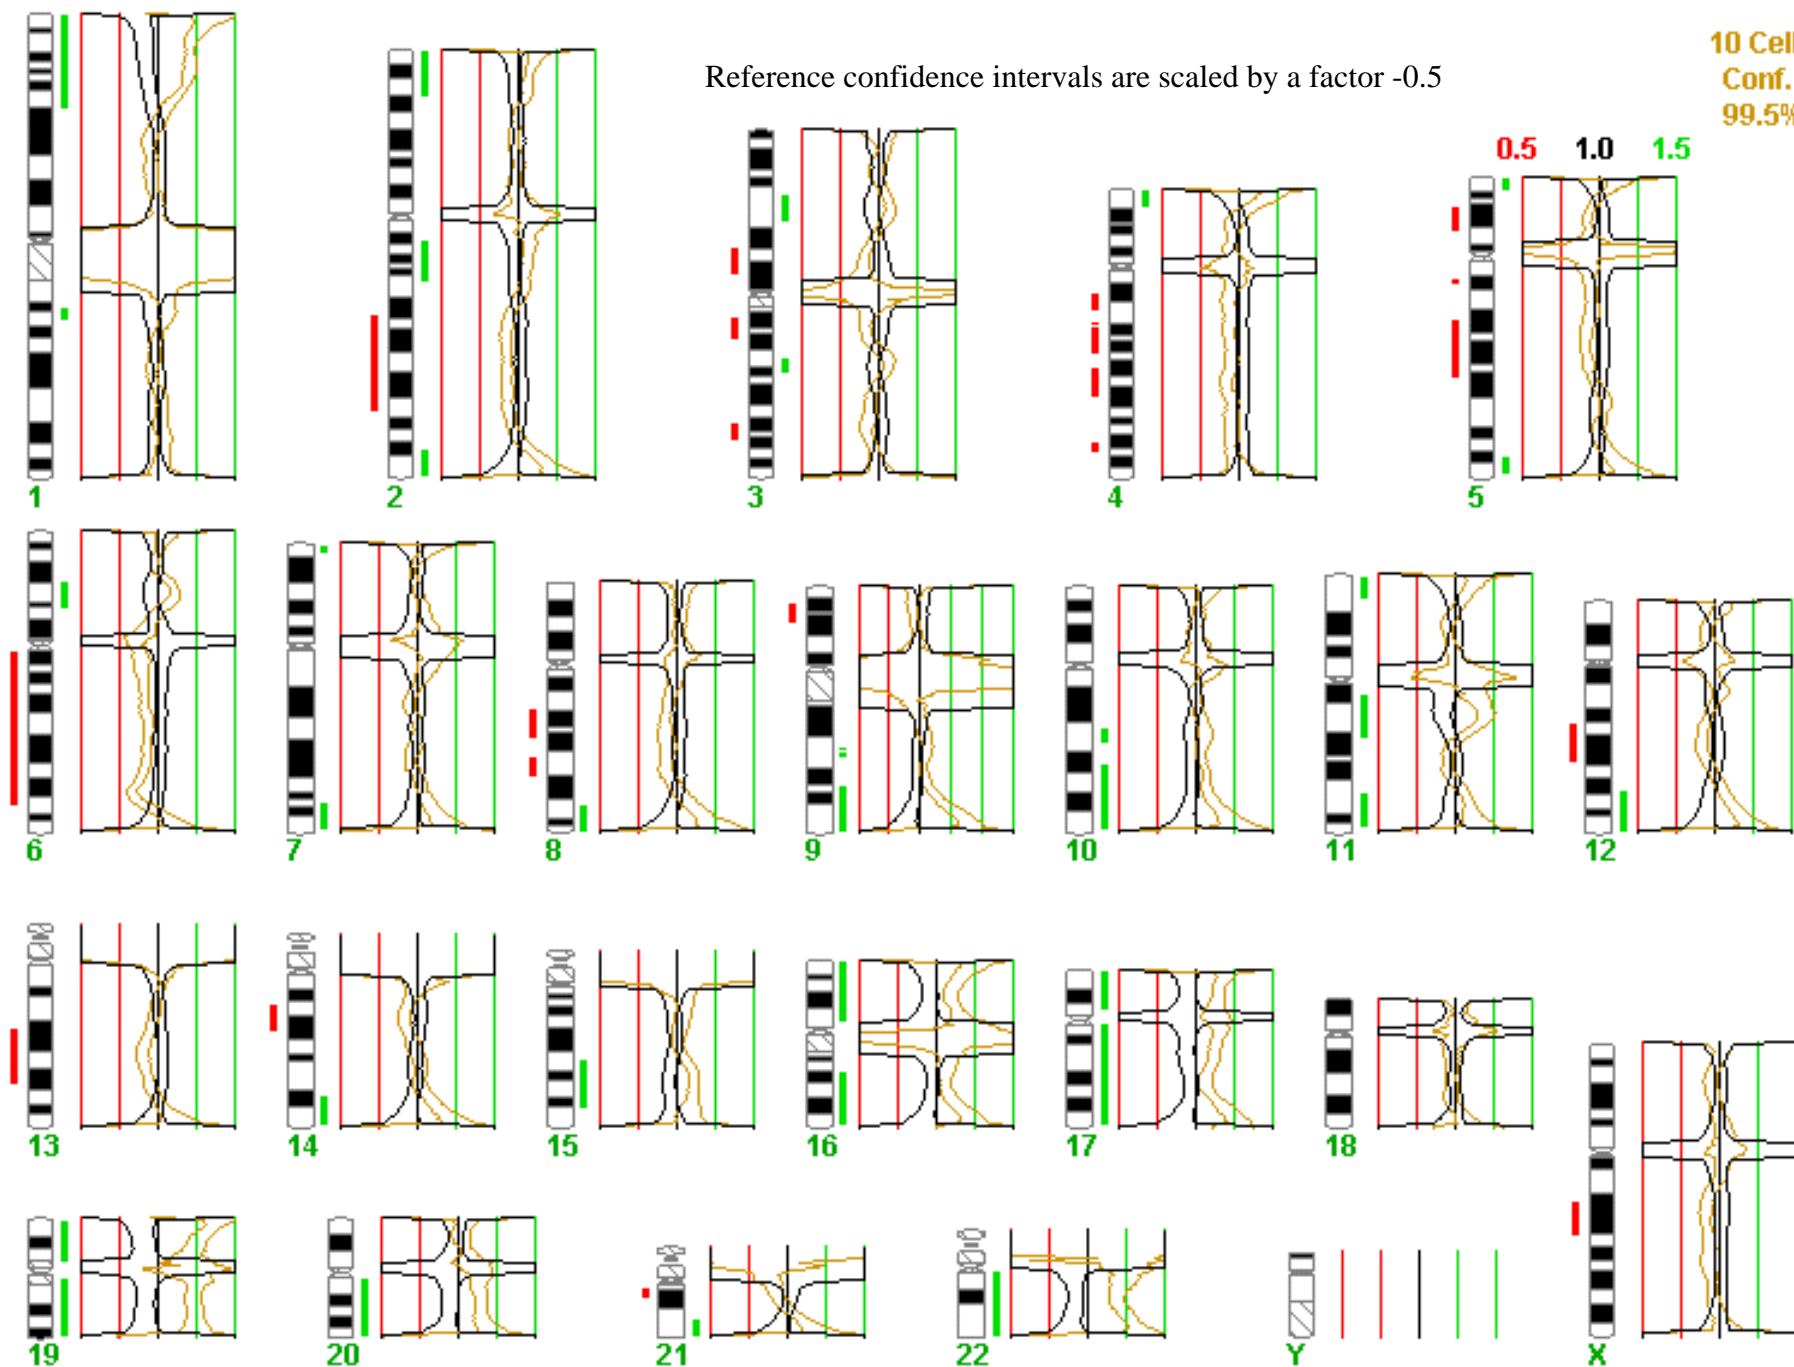 Reference confidence intervals are scaled by a factor -0.5
10 Cell
Conf.
99.5%
0.5 1.0 1.5
1 2 3 4 5
6 7 8 9 10 11 12
13 14 15 16 17 18
19 20 21 22 Y X